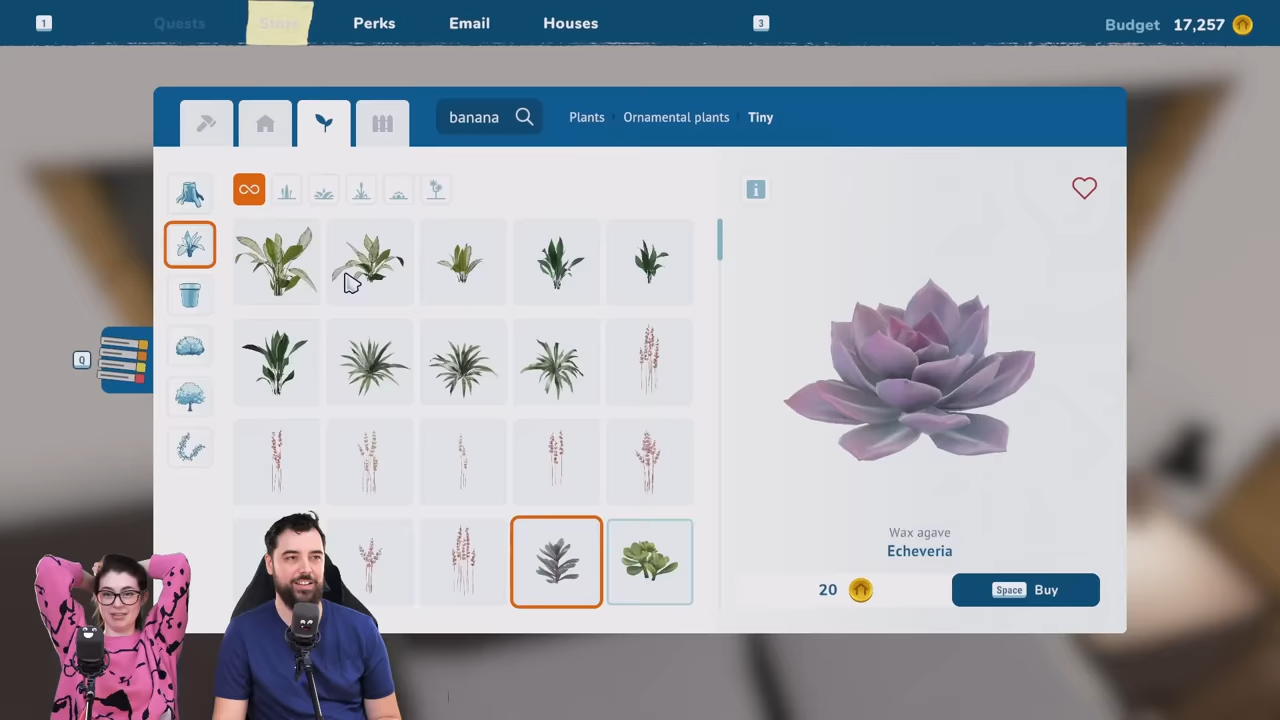 1 Quests Store Perks Email Houses 3 Budget 17,257
banana Plants Ornamental plants Tiny
i
Q
Wax agave
Echeveria
20 Space Buy